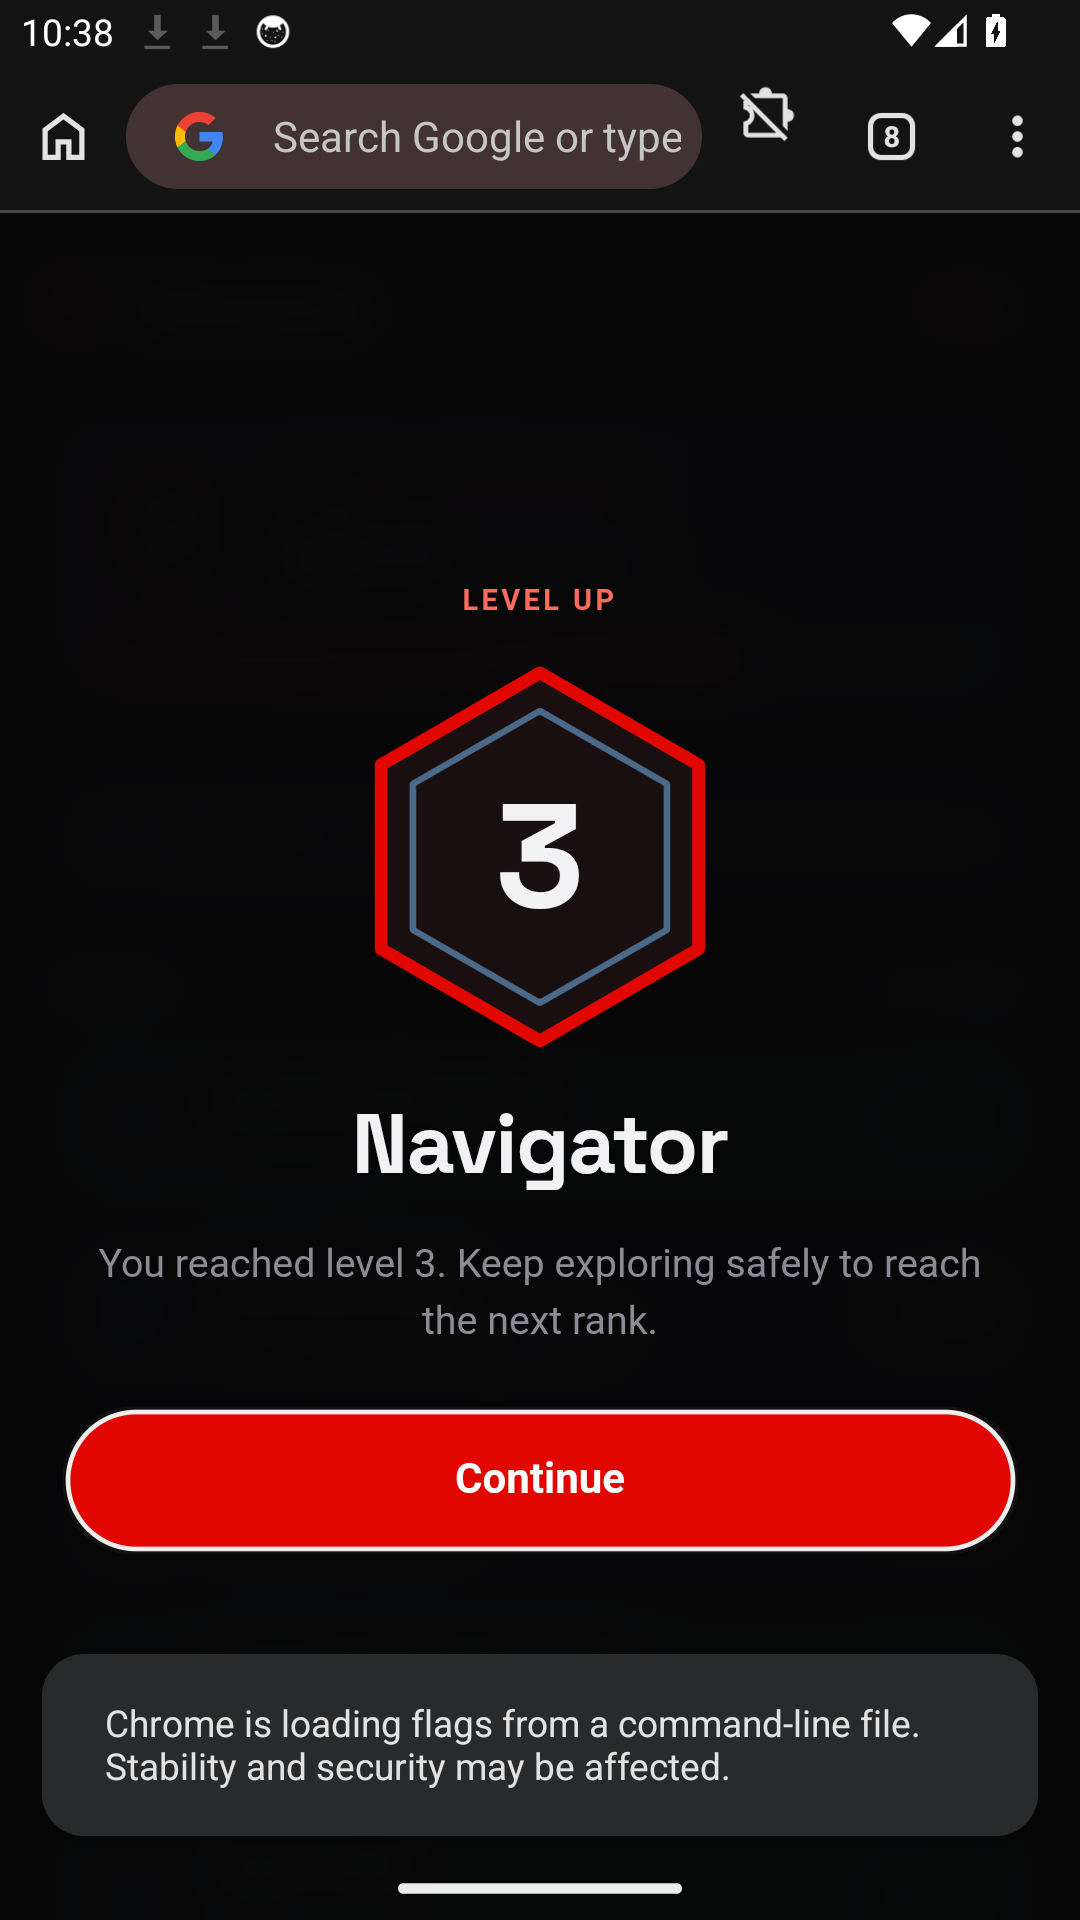 10:38
Search Google or type
8
LEVEL UP
3
Navigator
You reached level 3. Keep exploring safely to reach
the next rank.
Continue
Chrome is loading flags from a command-line file.
Stability and security may be affected.